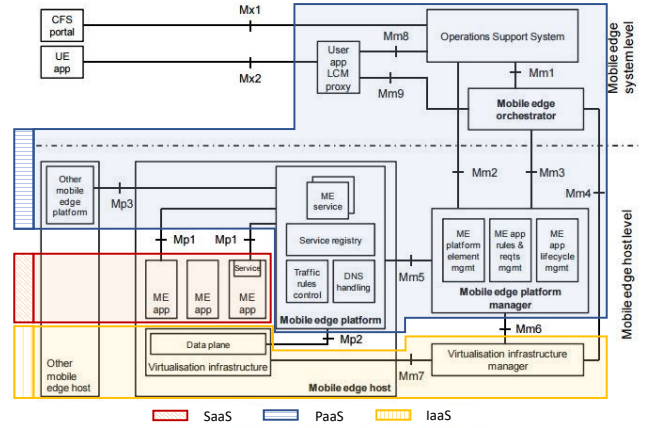 CFS
portal
Mx1
UE
app
Mx2
User
app
LCM
proxy
Mm8
Mm9
Operations Support System
Mm1
Mobile edge
orchestrator
Mobile edge
system level
Mm2
Mm3
Mm4
Other
mobile
edge
platform
Mp3
ME
service
Mp1
Mp1
Service registry
Traffic
rules
control
DNS
handling
Mobile edge platform
Mm5
ME
platform
element
mgmt
ME app
rules &
reqts
mgmt
ME
app
lifecycle
mgmt
Mobile edge platform
manager
Mobile edge host level
ME
app
ME
app
Service
ME
app
Mp2
Mm6
Data plane
Virtualisation infrastructure
Other
mobile
edge host
Mobile edge host
Mm7
Virtualisation infrastructure
manager
SaaS
PaaS
IaaS